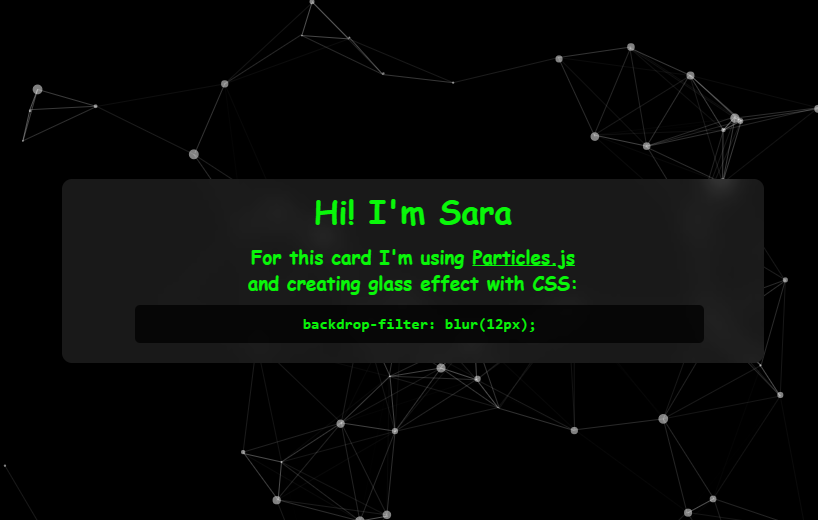 Hi! I'm Sara
For this card I'm using Particles.js
and creating glass effect with CSS:
backdrop-filter: blur(12px);